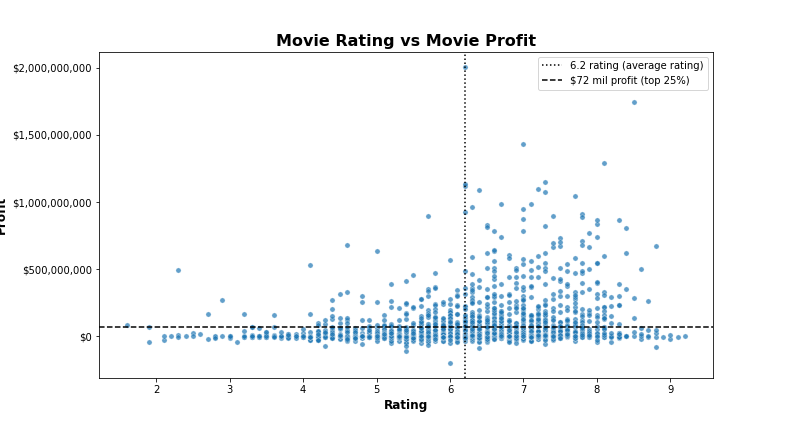 Movie Rating vs Movie Profit
6.2 rating (average rating)
$72 mil profit (top 25%)
$2,000,000,000
$1,500,000,000
$1,000,000,000
$500,000,000
$0
Profit
2 3 4 5 6 7 8 9
Rating